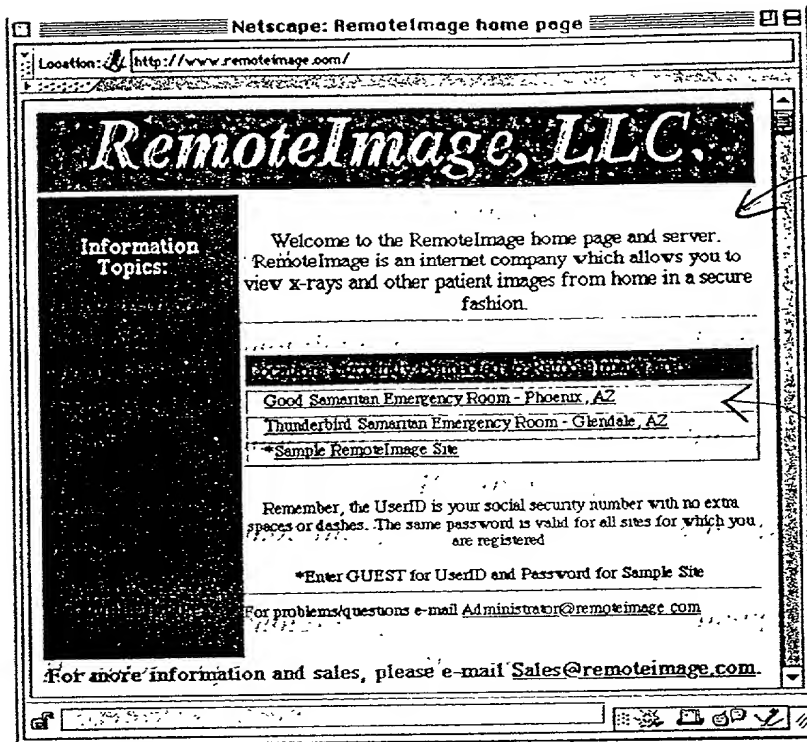 Netscape: RemoteImage home page
Location: http://www.remoteimage.com/
RemoteImage, LLC.
Information
Topics:
Welcome to the RemoteImage home page and server.
RemoteImage is an internet company which allows you to
view x-rays and other patient images from home in a secure
fashion.
Good Samaritan Emergency Room - Phoenix, AZ
Thunderbird Samaritan Emergency Room - Glendale, AZ
*Sample RemoteImage Site
Remember, the UserID is your social security number with no extra
spaces or dashes. The same password is valid for all sites for which you
are registered
*Enter GUEST for UserID and Password for Sample Site
For problems/questions e-mail Administrator@remoteimage.com
For more information and sales, please e-mail Sales@remoteimage.com.